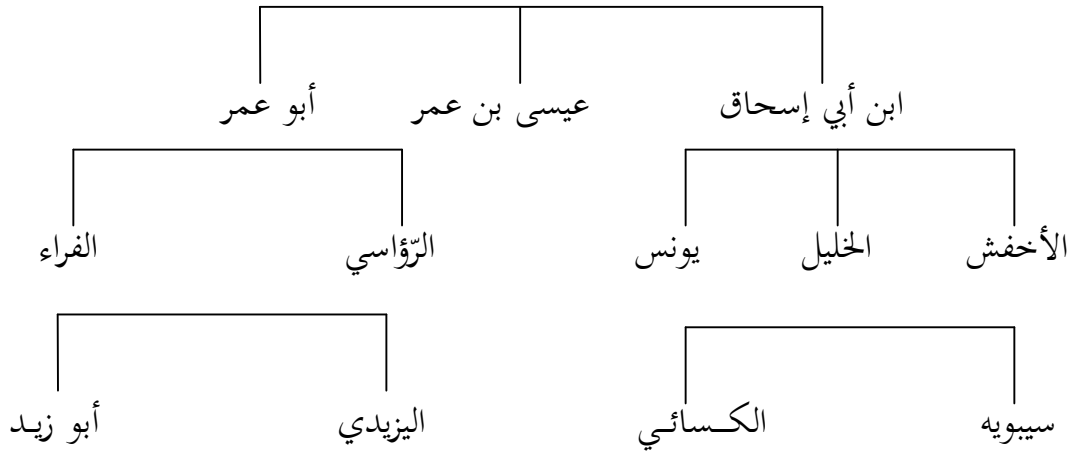 ابن أبي إسحاق عيسى بن عمر أبو عمر
الأخفش الخليل يونس الرّؤاسي الفراء
سيبويه الكسائي اليزيدي أبو زيد